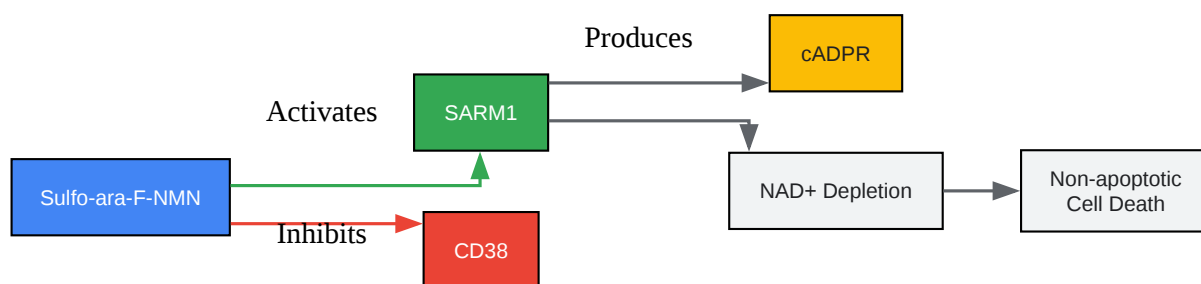 Produces
cADPR
Activates
SARM1
Sulfo-ara-F-NMN
NAD+ Depletion
Non-apoptotic
Cell Death
Inhibits
CD38